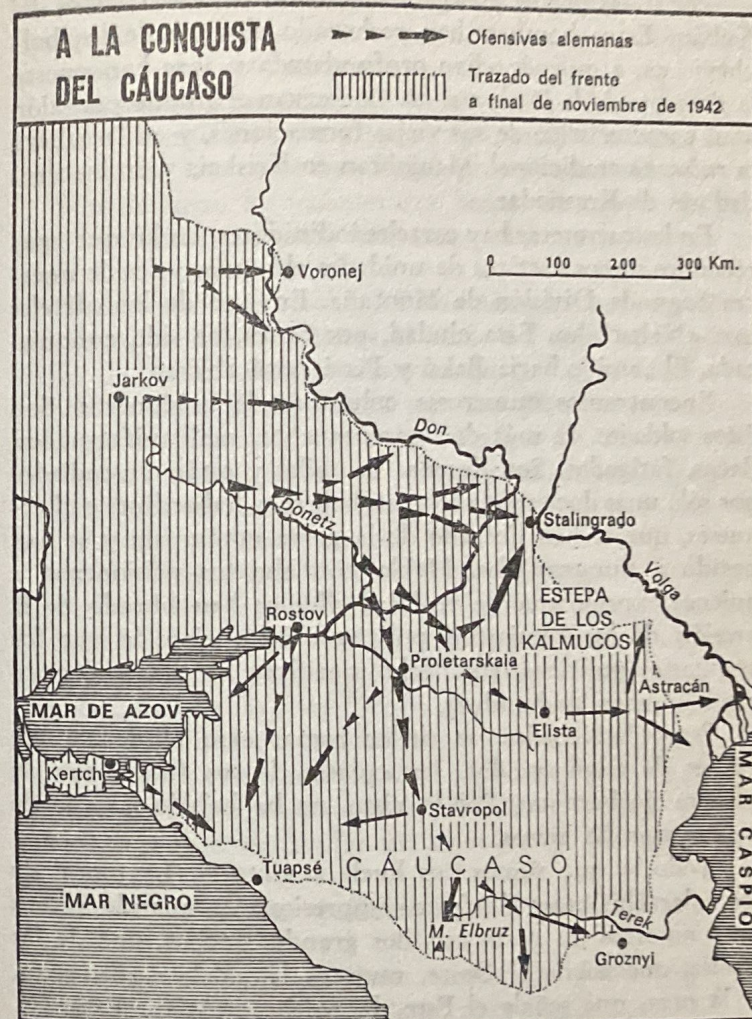 A LA CONQUISTA
DEL CÁUCASO
Ofensivas alemanas
Trazado del frente
a final de noviembre de 1942
0 100 200 300 Km.
Voronej
Jarkov
Don
Donetz
Stalingrado
Volga
ESTEPA
DE LOS
KALMUCOS
Rostov
Proletarskaia
Astracán
MAR DE AZOV
Elista
Kertch
MAR CASPIO
Stavropol
Tuapsé
CÁUCASO
MAR NEGRO
M. Elbruz
Terek
Groznyi